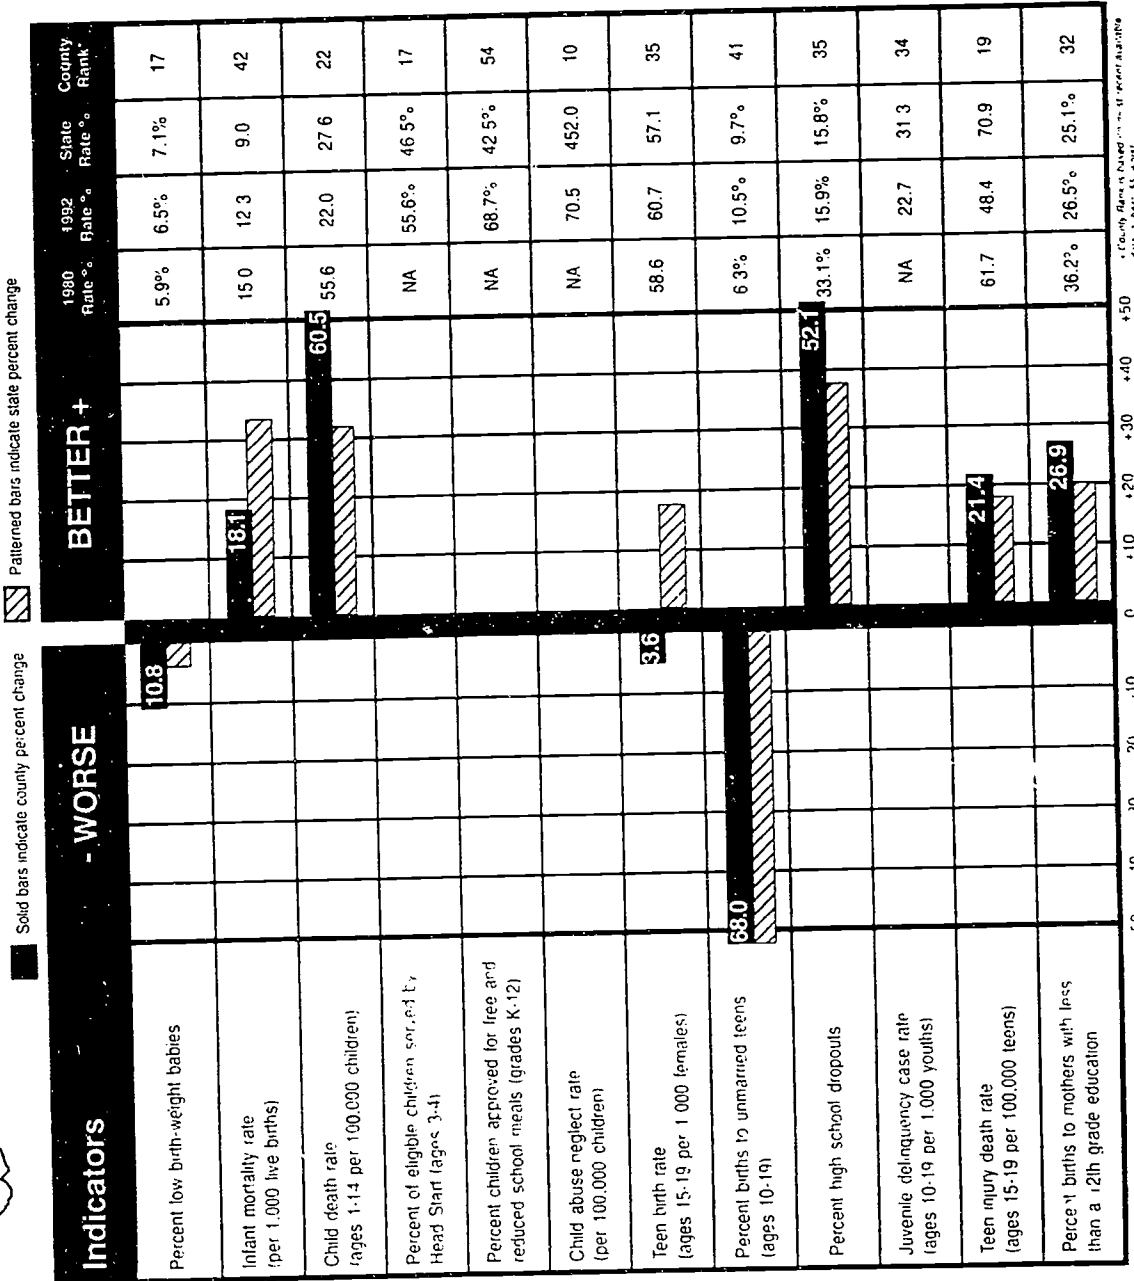 Solid bars indicate county percent change
Patterned bars indicate state percent change
Indicators
- WORSE
BETTER +
1980 Rate %
1992 Rate %
State Rate %
County Rank*
Percent low birth-weight babies
10.8
5.9%
6.5%
7.1%
17
Infant mortality rate
(per 1,000 live births)
18.1
15 0
12 3
9.0
42
Child death rate
(ages 1-14 per 100,000 children)
60.5
55.6
22.0
27 6
22
Percent of eligible children served by
Head Start (ages 3-4)
NA
55.6%
46 5%
17
Percent children approved for free and
reduced school meals (grades K-12)
NA
68.7%
42 5%
54
Child abuse neglect rate
(per 100,000 children)
NA
70.5
452.0
10
Teen birth rate
(ages 15-19 per 1 000 females)
3.6
58.6
60.7
57.1
35
Percent births to unmarried teens
(ages 10-19)
68.0
6 3%
10.5%
9.7%
41
Percent high school dropouts
52.1
33.1%
15.9%
15.8%
35
Juvenile delinquency case rate
(ages 10-19 per 1,000 youths)
NA
22.7
31 3
34
Teen injury death rate
(ages 15-19 per 100,000 teens)
21.4
61.7
48.4
70.9
19
Percent births to mothers with less
than a 12th grade education
26.9
36.2%
26.5%
25.1%
32
0
+10
+20
+30
+40
+50
* County Rank is based on